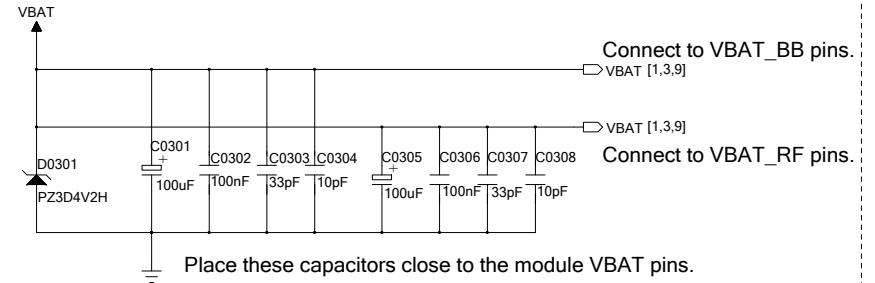 VBAT
Connect to VBAT_BB pins.
VBAT [1,3,9]
VBAT [1,3,9]
Connect to VBAT_RF pins.
D0301
PZ3D4V2H
C0301
+
100uF
C0302
100nF
C0303
33pF
C0304
10pF
C0305
+
100uF
C0306
100nF
C0307
33pF
C0308
10pF
Place these capacitors close to the module VBAT pins.